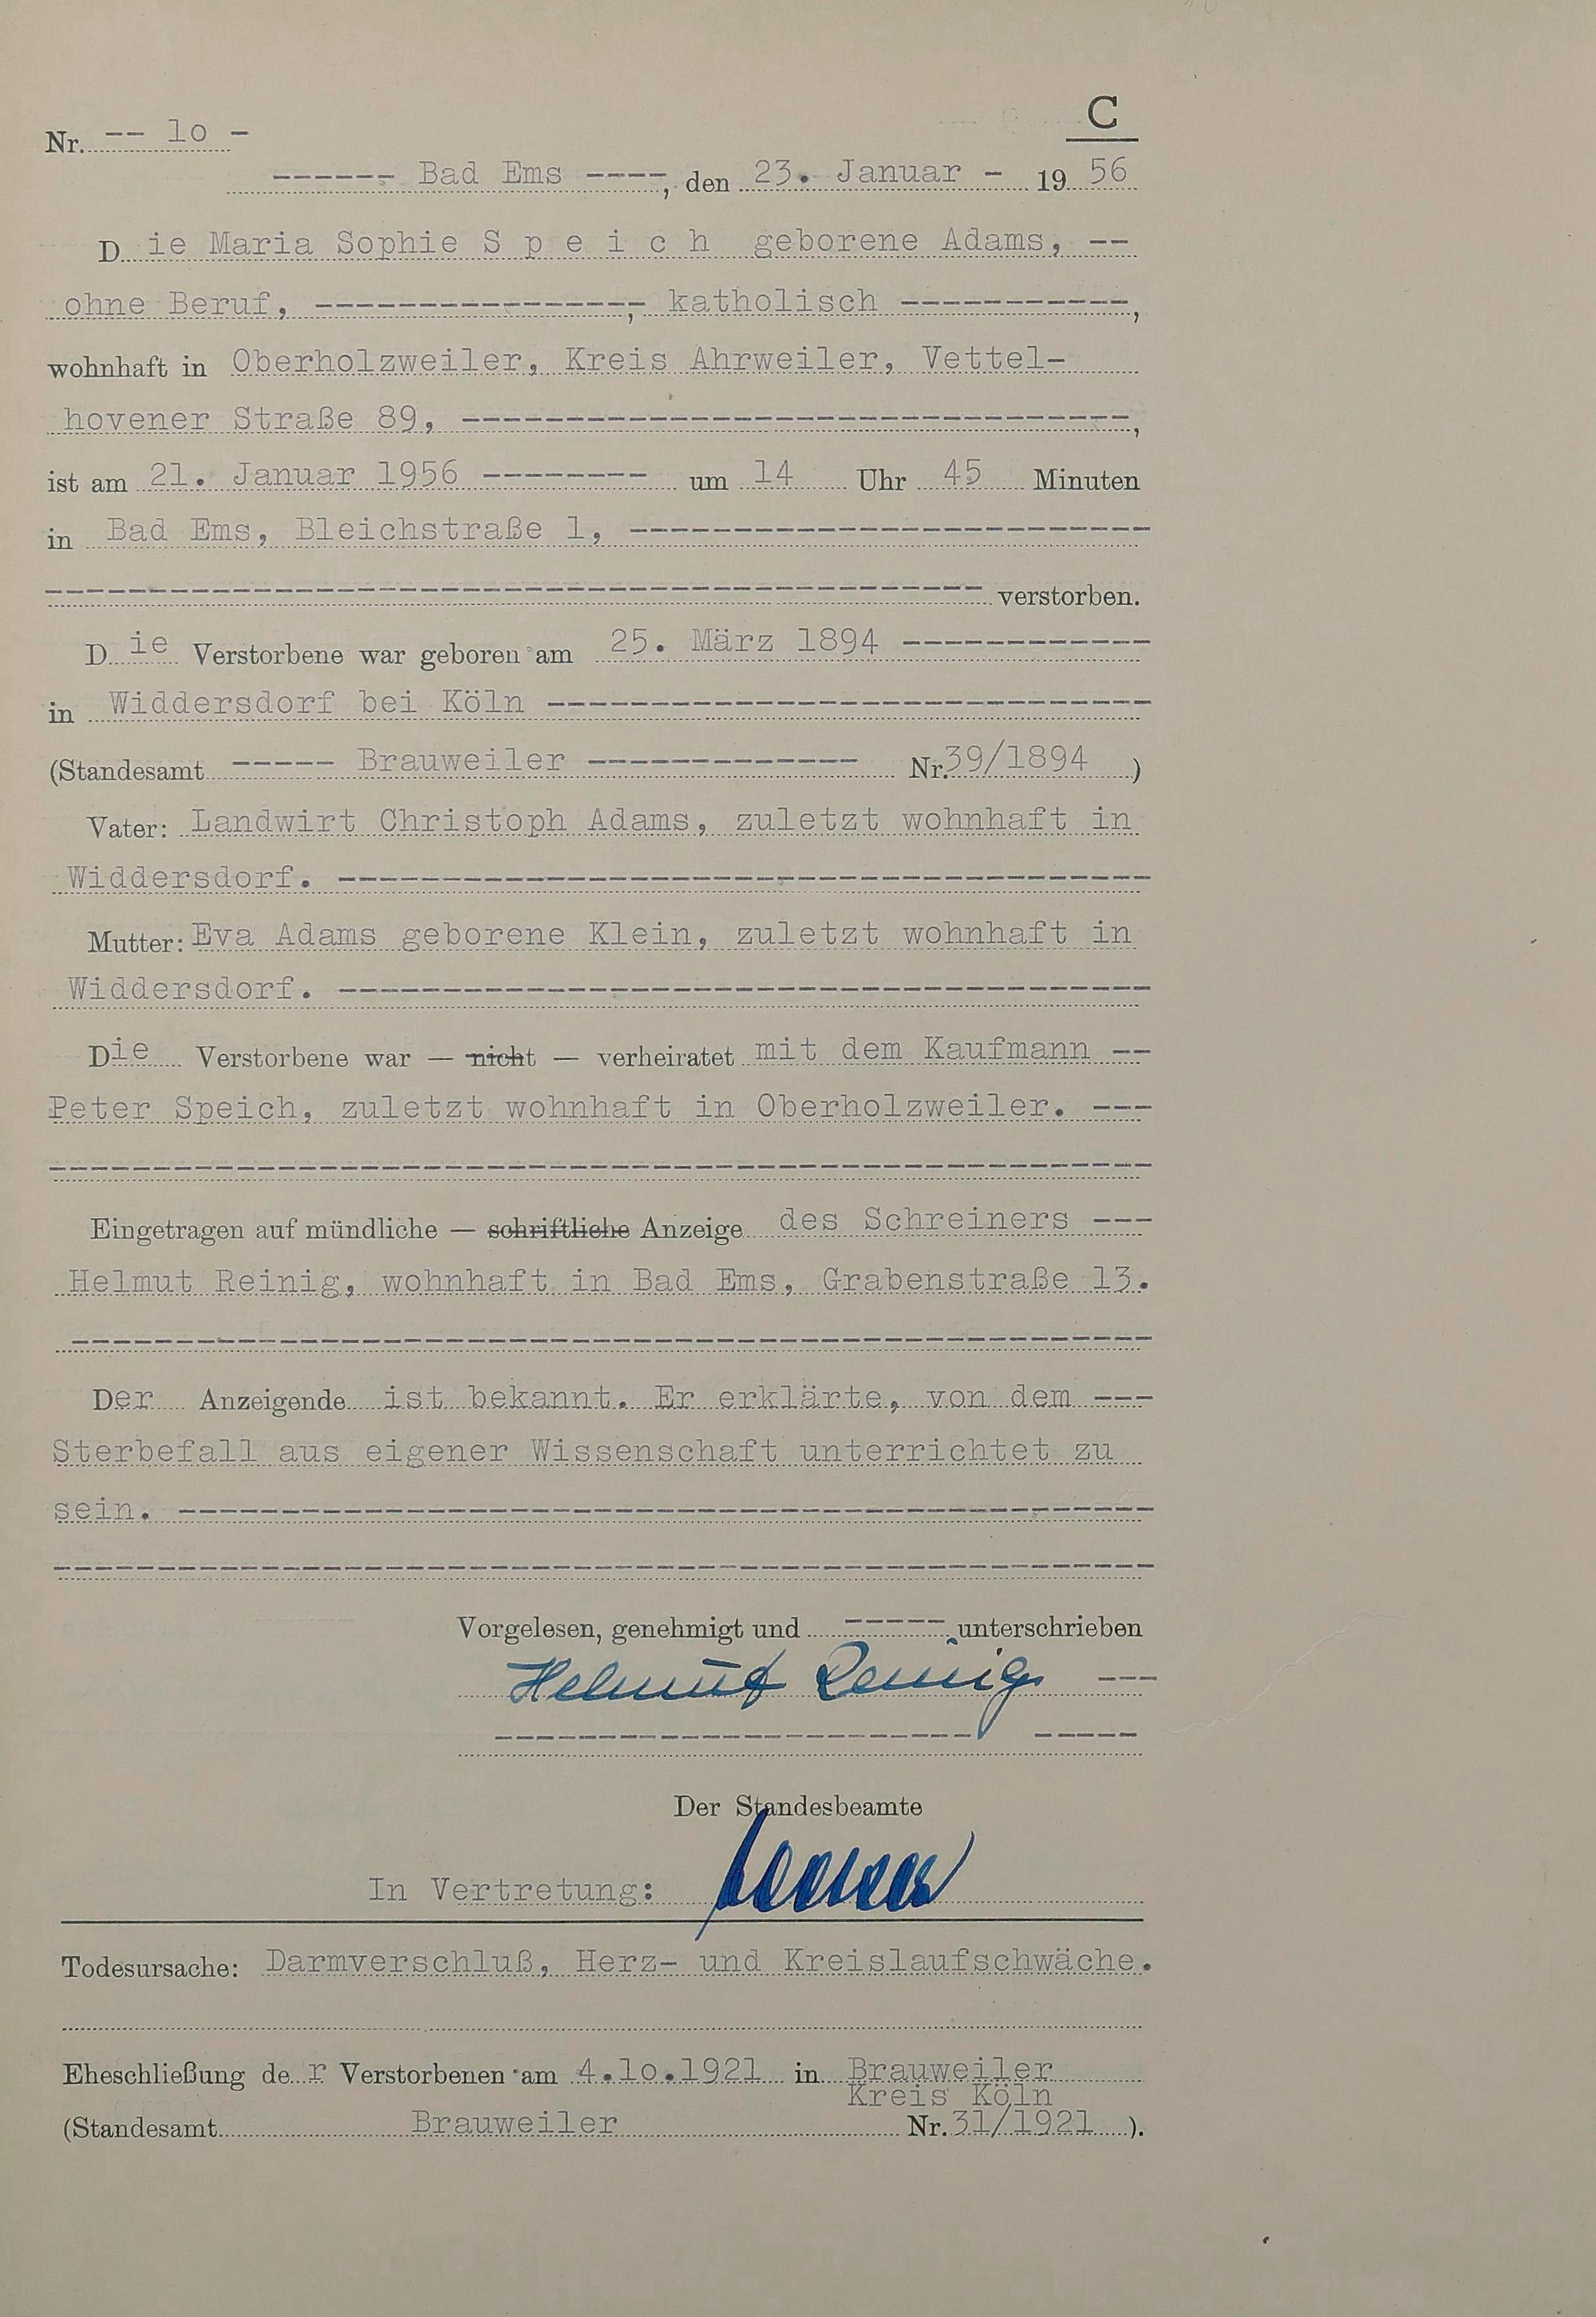 C
Nr. -- lo -
------ Bad Ems ----, den 23. Januar - 19 56
Die Maria Sophie S p e i c h geborene Adams, --
ohne Beruf, ----------------, katholisch -----------,
wohnhaft in Oberholzweiler, Kreis Ahrweiler, Vettel-
hovener Straße 89, --------------------------------,
ist am 21. Januar 1956 -------- um 14 Uhr 45 Minuten
in Bad Ems, Bleichstraße 1, -------------------------
--------------------------------------------- verstorben.
Die Verstorbene war geboren am 25. März 1894 ------------
in Widdersdorf bei Köln -----------------------------
(Standesamt ----- Brauweiler ------------- Nr. 39/1894 )
Vater: Landwirt Christoph Adams, zuletzt wohnhaft in
Widdersdorf. ---------------------------------------
Mutter: Eva Adams geborene Klein, zuletzt wohnhaft in
Widdersdorf. ---------------------------------------
Die Verstorbene war — nicht — verheiratet mit dem Kaufmann --
Peter Speich, zuletzt wohnhaft in Oberholzweiler. ---
-----------------------------------------------------
Eingetragen auf mündliche — schriftliche Anzeige des Schreiners ---
Helmut Reinig, wohnhaft in Bad Ems, Grabenstraße 13.
----------------------------------------------------
Der Anzeigende ist bekannt. Er erklärte, von dem ---
Sterbefall aus eigener Wissenschaft unterrichtet zu
sein. -----------------------------------------------
-----------------------------------------------------
Vorgelesen, genehmigt und ----- unterschrieben
Helmut Reinig ---
----------------------- -----
Der Standesbeamte
In Vertretung:
Todesursache: Darmverschluß, Herz- und Kreislaufschwäche.
Eheschließung der Verstorbenen am 4.lo.1921 in Brauweiler
Kreis Köln
(Standesamt Brauweiler Nr. 31/1921 ).